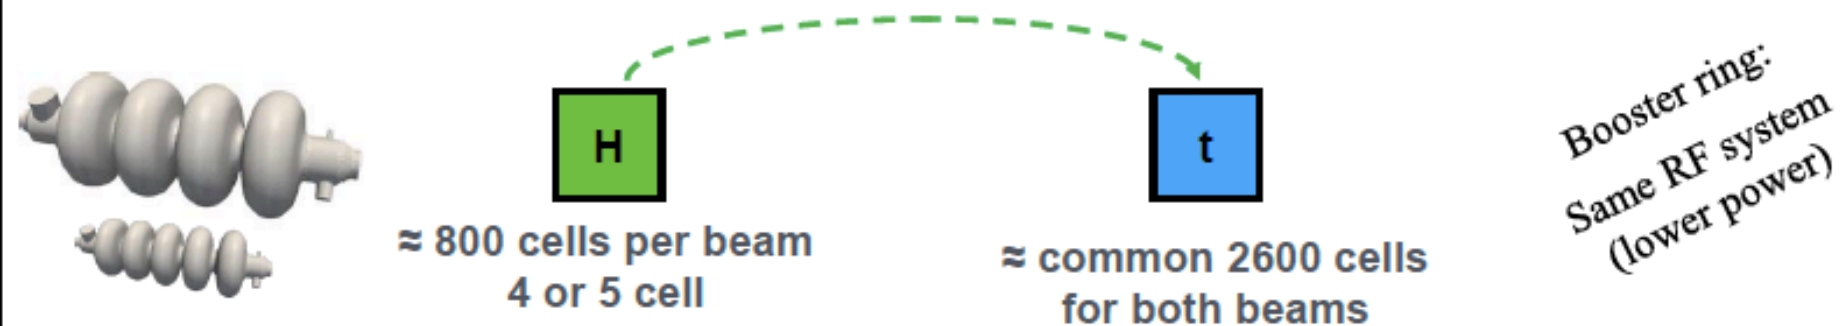 H
≈ 800 cells per beam
4 or 5 cell
t
≈ common 2600 cells
for both beams
Booster ring:
Same RF system
(lower power)